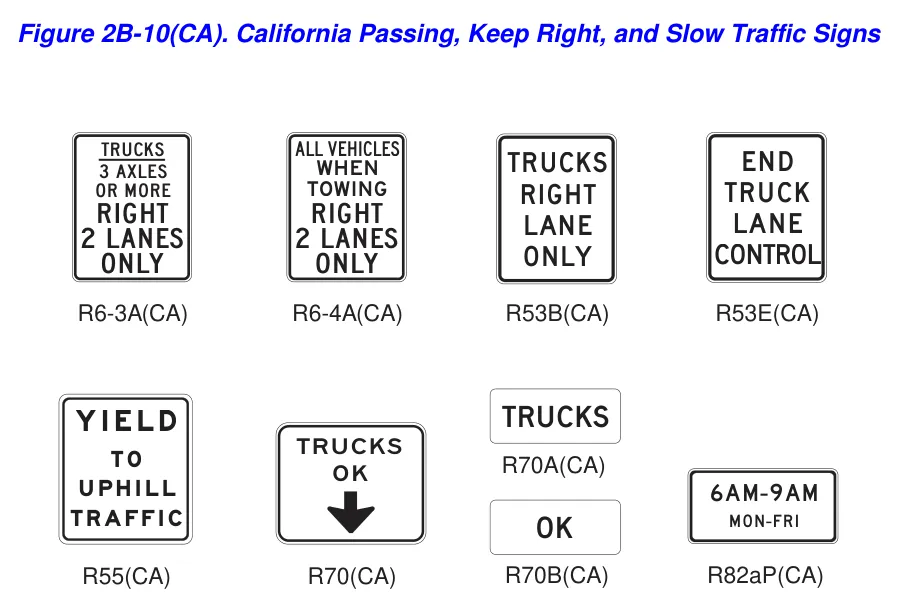 Figure 2B-10(CA). California Passing, Keep Right, and Slow Traffic Signs
TRUCKS
3 AXLES
OR MORE
RIGHT
2 LANES
ONLY
R6-3A(CA)
ALL VEHICLES
WHEN
TOWING
RIGHT
2 LANES
ONLY
R6-4A(CA)
TRUCKS
RIGHT
LANE
ONLY
R53B(CA)
END
TRUCK
LANE
CONTROL
R53E(CA)
YIELD
TO
UPHILL
TRAFFIC
R55(CA)
TRUCKS
OK
R70(CA)
TRUCKS
R70A(CA)
OK
R70B(CA)
6AM-9AM
MON-FRI
R82aP(CA)